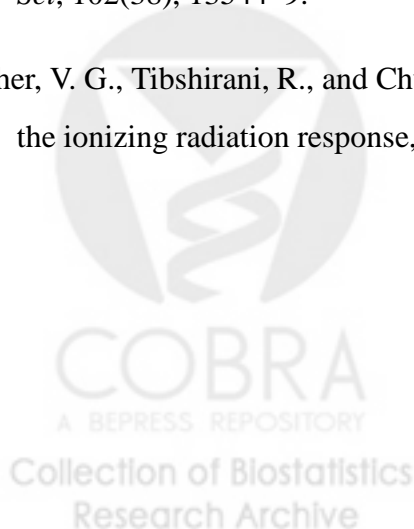 Sci, 102(38), 13544–9.
ner, V. G., Tibshirani, R., and Ch
the ionizing radiation response,
COBRA
A BEPRESS REPOSITORY
Collection of Biostatistics
Research Archive